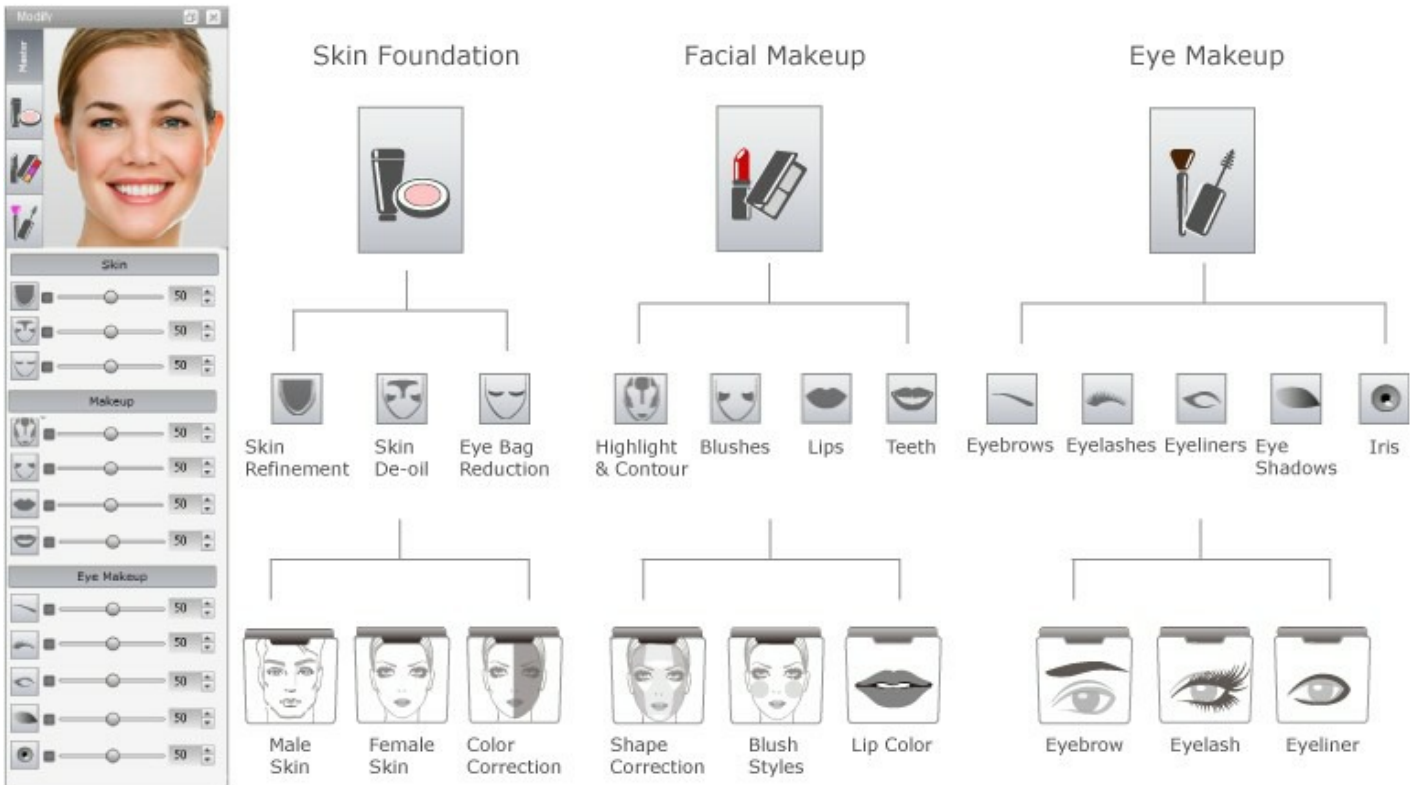 Modify
Master
Skin
50
50
50
Makeup
50
50
50
50
Eye Makeup
50
50
50
50
50
Skin Foundation
Facial Makeup
Eye Makeup
Skin
Refinement
Skin
De-oil
Eye Bag
Reduction
Highlight
& Contour
Blushes
Lips
Teeth
Eyebrows
Eyelashes
Eyeliners
Eye
Shadows
Iris
Male
Skin
Female
Skin
Color
Correction
Shape
Correction
Blush
Styles
Lip Color
Eyebrow
Eyelash
Eyeliner